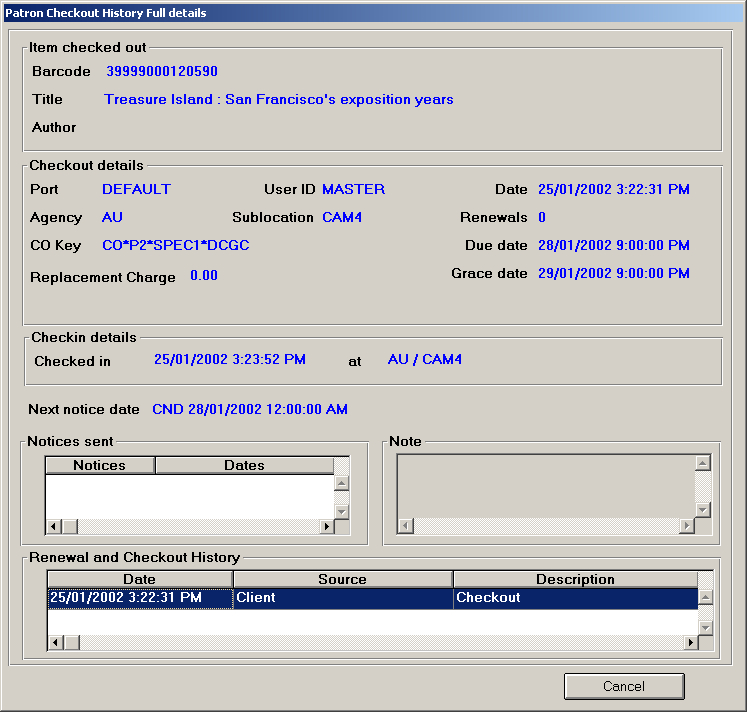 Patron Checkout History Full details
Item checked out
Barcode 39999000120590
Title Treasure Island : San Francisco's exposition years
Author
Checkout details
Port DEFAULT User ID MASTER Date 25/01/2002 3:22:31 PM
Agency AU Sublocation CAM4 Renewals 0
CO Key CO*P2*SPEC1*DCGC Due date 28/01/2002 9:00:00 PM
Replacement Charge 0.00 Grace date 29/01/2002 9:00:00 PM
Checkin details
Checked in 25/01/2002 3:23:52 PM at AU / CAM4
Next notice date CND 28/01/2002 12:00:00 AM
Notices sent Note
Notices Dates
Renewal and Checkout History
Date Source Description
25/01/2002 3:22:31 PM Client Checkout
Cancel